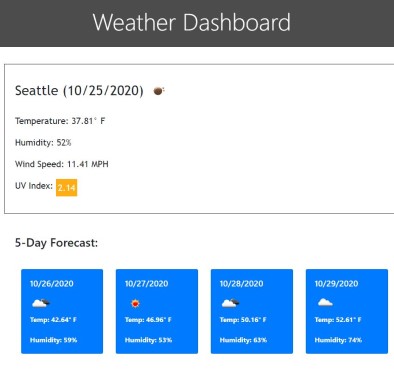 Weather Dashboard
Seattle (10/25/2020)
Temperature: 37.81° F
Humidity: 52%
Wind Speed: 11.41 MPH
UV Index: 2.14
5-Day Forecast:
10/26/2020 10/27/2020 10/28/2020 10/29/2020
Temp: 42.64° F Temp: 46.96° F Temp: 50.16° F Temp: 52.61° F
Humidity: 59% Humidity: 53% Humidity: 63% Humidity: 74%